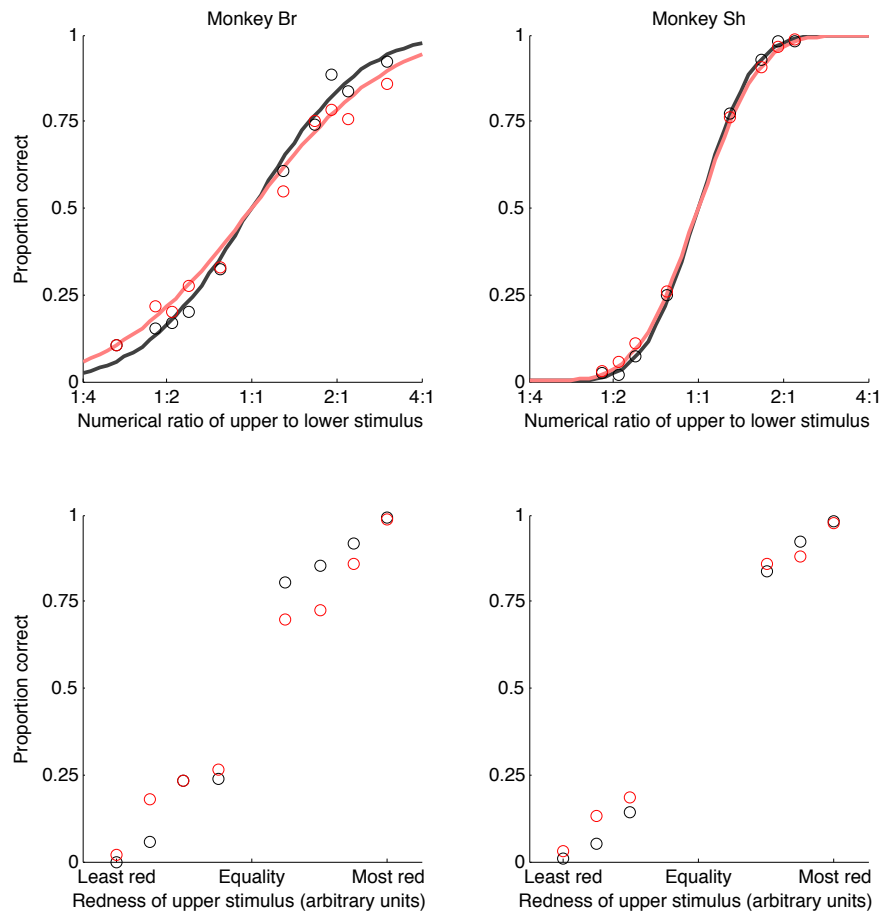 Monkey Br
Monkey Sh
Proportion correct
1
0.75
0.5
0.25
0
1:4
1:2
1:1
2:1
4:1
Numerical ratio of upper to lower stimulus
1
0.75
0.5
0.25
0
1:4
1:2
1:1
2:1
4:1
Numerical ratio of upper to lower stimulus
Proportion correct
1
0.75
0.5
0.25
0
Least red
Equality
Most red
Redness of upper stimulus (arbitrary units)
1
0.75
0.5
0.25
0
Least red
Equality
Most red
Redness of upper stimulus (arbitrary units)